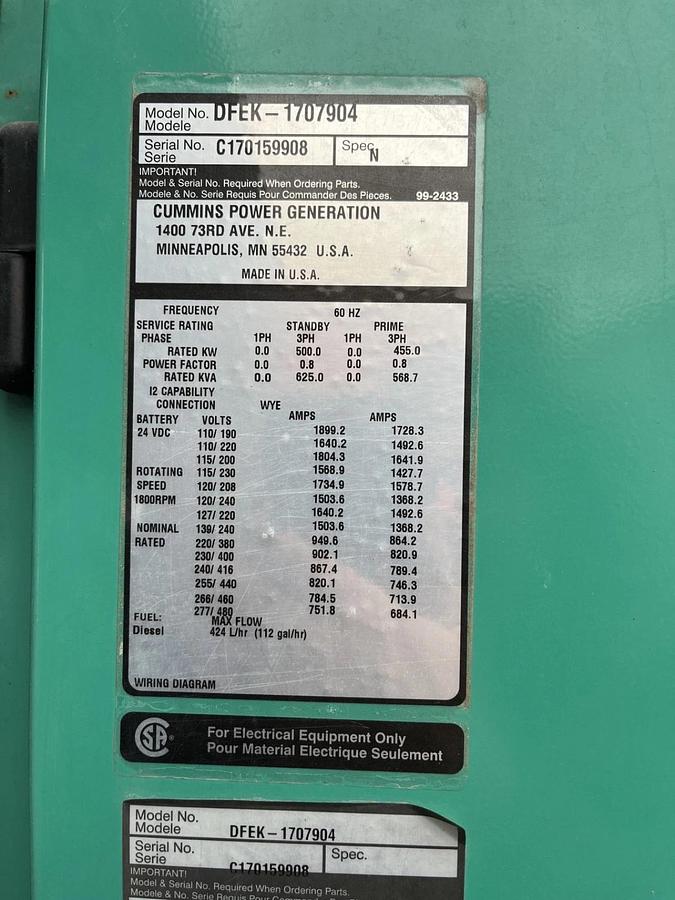 Model No. DFEK-1707904
Modele
Serial No. C170159908 Spec. N
Serie
IMPORTANT!
Model & Serial No. Required When Ordering Parts.
Modele & No. Serie Requis Pour Commander Des Pieces. 99-2433
CUMMINS POWER GENERATION
1400 73RD AVE. N.E.
MINNEAPOLIS, MN 55432 U.S.A.
MADE IN U.S.A.
FREQUENCY 60 HZ
SERVICE RATING STANDBY PRIME
PHASE 1PH 3PH 1PH 3PH
RATED KW 0.0 500.0 0.0 455.0
POWER FACTOR 0.0 0.8 0.0 0.8
RATED KVA 0.0 625.0 0.0 568.7
I2 CAPABILITY
CONNECTION WYE
BATTERY VOLTS AMPS AMPS
24 VDC 110/ 190 1899.2 1728.3
110/ 220 1640.2 1492.6
115/ 200 1804.3 1641.9
ROTATING 115/ 230 1568.9 1427.7
SPEED 120/ 208 1734.9 1578.7
1800RPM 120/ 240 1503.6 1368.2
127/ 220 1640.2 1492.6
NOMINAL 139/ 240 1503.6 1368.2
RATED 220/ 380 949.6 864.2
230/ 400 902.1 820.9
240/ 416 867.4 789.4
255/ 440 820.1 746.3
266/ 460 784.5 713.9
277/ 480 751.8 684.1
FUEL: MAX FLOW
Diesel 424 L/hr (112 gal/hr)
WIRING DIAGRAM
CSA ® For Electrical Equipment Only
Pour Material Electrique Seulement
Model No.
Modele DFEK-1707904
Serial No. Spec.
Serie C170159908
IMPORTANT!
Model & Serial No. Required When Ordering Parts.
Modele & No. Serie Requis Pour Commander Des Pieces.